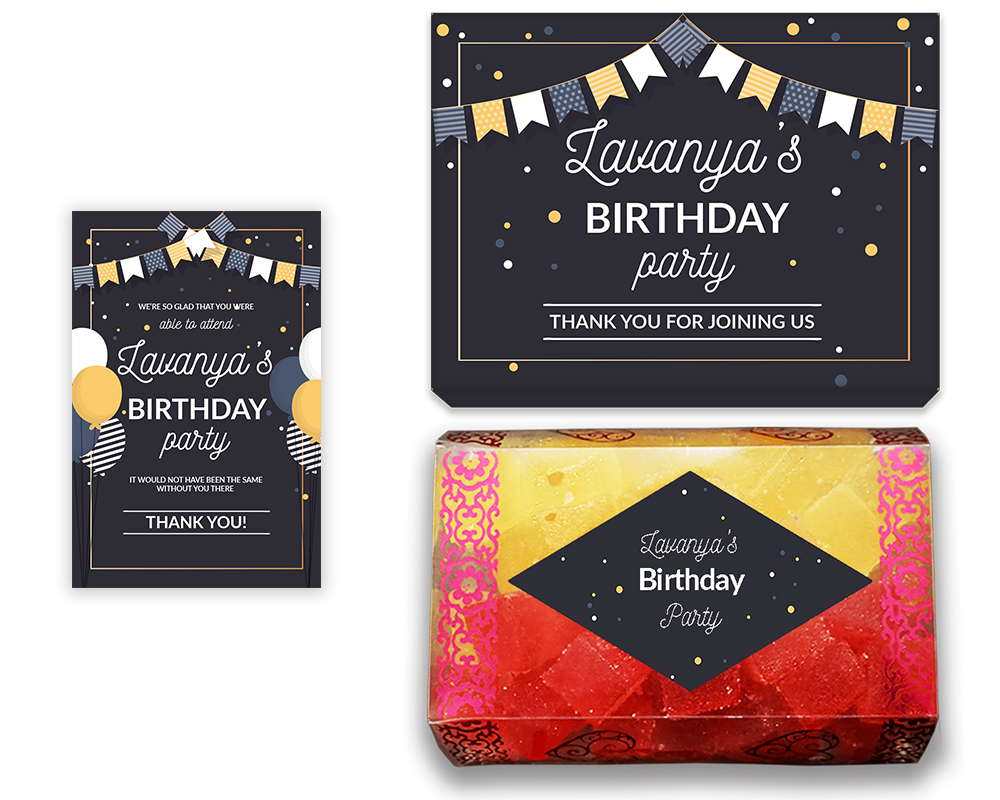 WE'RE SO GLAD THAT YOU WERE
able to attend
Lavanya's
BIRTHDAY
party
IT WOULD NOT HAVE BEEN THE SAME
WITHOUT YOU THERE
THANK YOU!
Lavanya's
BIRTHDAY
party
THANK YOU FOR JOINING US
Lavanya's
Birthday
Party